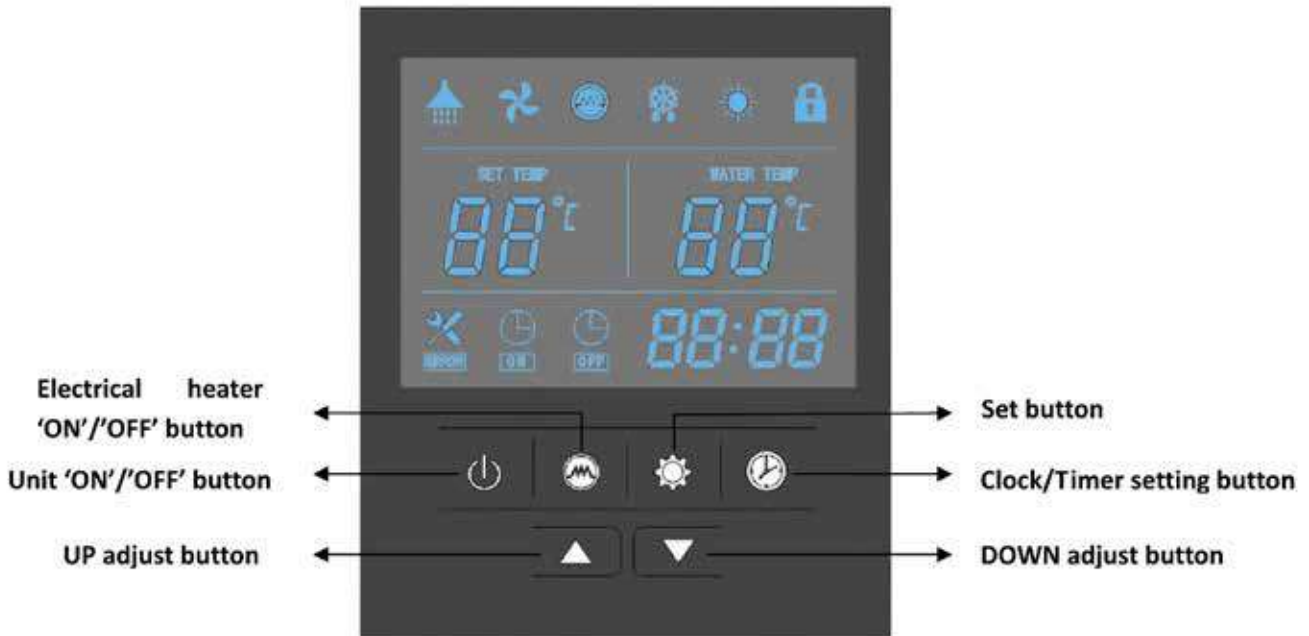 SET TEMP
WATER TEMP
88°C
88°C
ERROR
ON
OFF
88:88
Electrical heater
‘ON’/’OFF’ button
Set button
Unit ‘ON’/’OFF’ button
Clock/Timer setting button
UP adjust button
DOWN adjust button